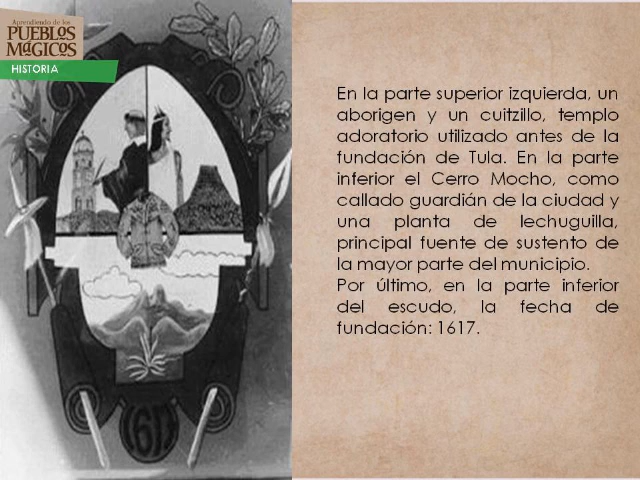 Aprendiendo de los
PUEBLOS
MáGICOS
HISTORIA
En la parte superior izquierda, un
aborigen y un cuitzillo, templo
adoratorio utilizado antes de la
fundación de Tula. En la parte
inferior el Cerro Mocho, como
callado guardián de la ciudad y
una planta de lechuguilla,
principal fuente de sustento de
la mayor parte del municipio.
Por último, en la parte inferior
del escudo, la fecha de
fundación: 1617.
1617